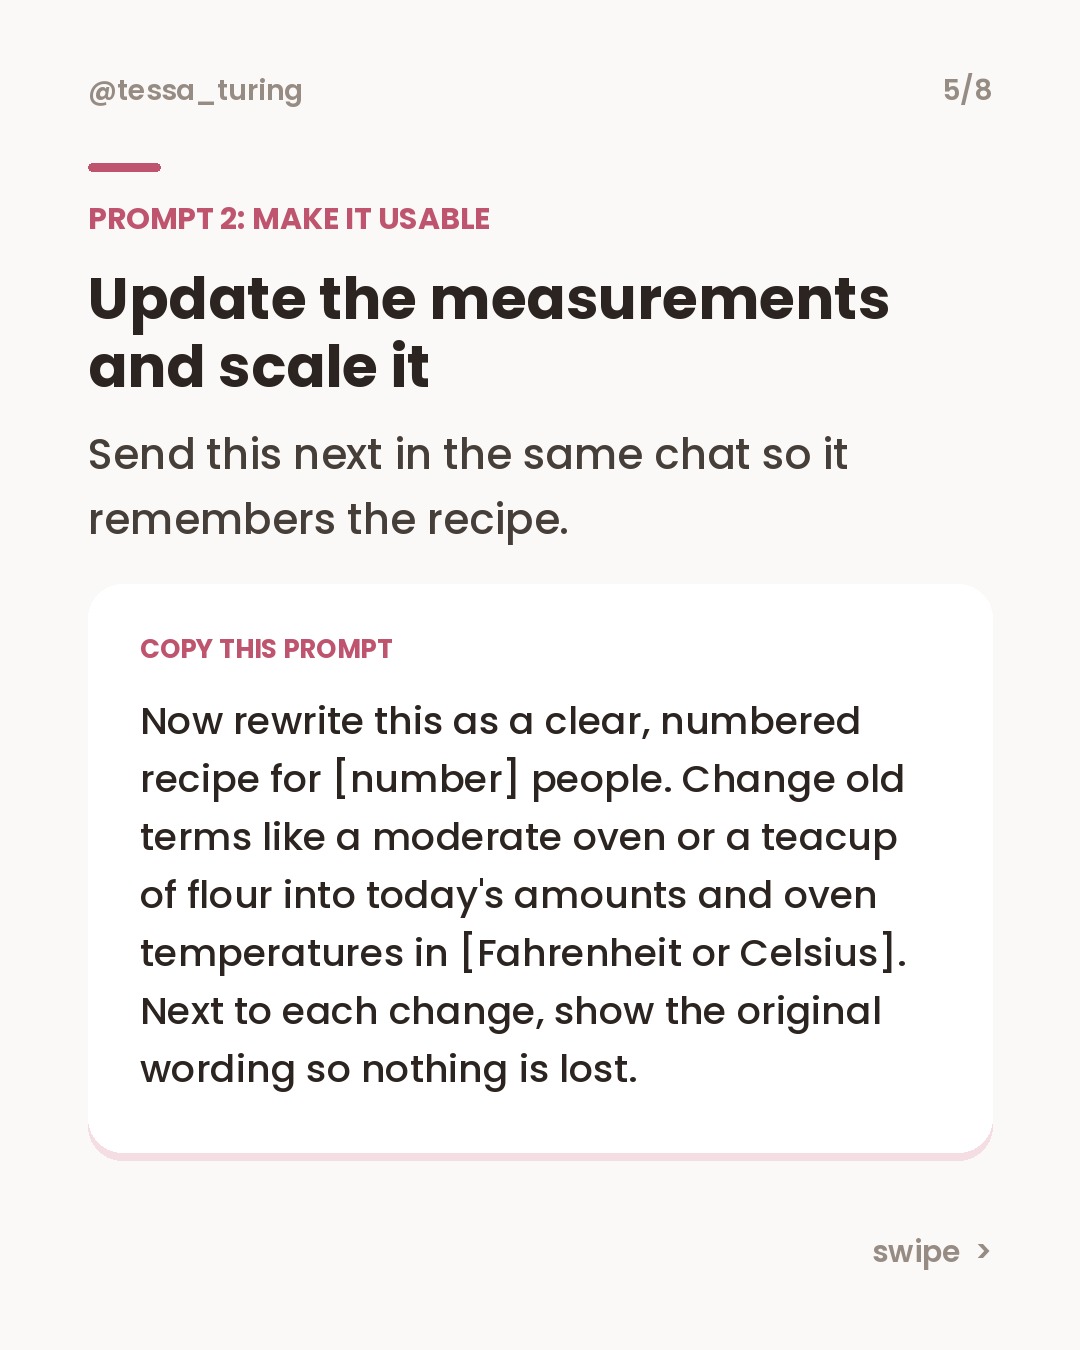 @tessa_turing
5/8
PROMPT 2: MAKE IT USABLE
Update the measurements
and scale it
Send this next in the same chat so it
remembers the recipe.
COPY THIS PROMPT
Now rewrite this as a clear, numbered
recipe for [number] people. Change old
terms like a moderate oven or a teacup
of flour into today's amounts and oven
temperatures in [Fahrenheit or Celsius].
Next to each change, show the original
wording so nothing is lost.
swipe >